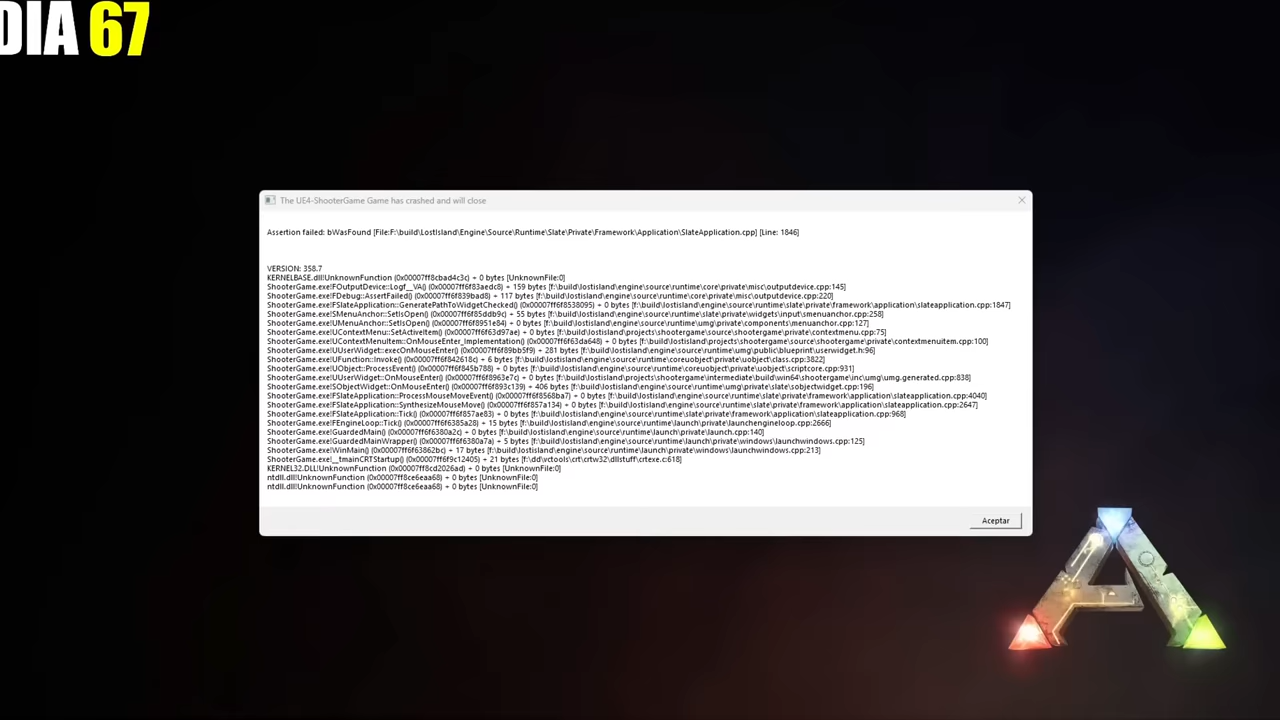 DIA 67
The UE4-ShooterGame Game has crashed and will close
Assertion failed: bWasFound [File:F:\build\LostIsland\Engine\Source\Runtime\Slate\Private\Framework\Application\SlateApplication.cpp] [Line: 1846]
VERSION: 358.7
KERNELBASE.dll!UnknownFunction (0x00007ff8cbad4c3c) + 0 bytes [UnknownFile:0]
ShooterGame.exe!FOutputDevice::Logf__VA() (0x00007ff6f83aedc8) + 159 bytes [f:\build\lostisland\engine\source\runtime\core\private\misc\outputdevice.cpp:145]
ShooterGame.exe!FDebug::AssertFailed() (0x00007ff6f839bad8) + 117 bytes [f:\build\lostisland\engine\source\runtime\core\private\misc\outputdevice.cpp:220]
ShooterGame.exe!FSlateApplication::GeneratePathToWidgetChecked() (0x00007ff6f8538095) + 0 bytes [f:\build\lostisland\engine\source\runtime\slate\private\framework\application\slateapplication.cpp:1847]
ShooterGame.exe!SMenuAnchor::SetIsOpen() (0x00007ff6f85ddb9c) + 55 bytes [f:\build\lostisland\engine\source\runtime\slate\private\widgets\input\smenuanchor.cpp:258]
ShooterGame.exe!UMenuAnchor::SetIsOpen() (0x00007ff6f8951e84) + 0 bytes [f:\build\lostisland\engine\source\runtime\umg\private\components\menuanchor.cpp:127]
ShooterGame.exe!UContextMenu::SetActiveItem() (0x00007ff6f63d97ae) + 0 bytes [f:\build\lostisland\projects\shootergame\source\shootergame\private\contextmenu.cpp:75]
ShooterGame.exe!UContextMenuItem::OnMouseEnter_Implementation() (0x00007ff6f63da648) + 0 bytes [f:\build\lostisland\projects\shootergame\source\shootergame\private\contextmenuitem.cpp:100]
ShooterGame.exe!UUserWidget::execOnMouseEnter() (0x00007ff6f89bb5f9) + 281 bytes [f:\build\lostisland\engine\source\runtime\umg\public\blueprint\userwidget.h:96]
ShooterGame.exe!UFunction::Invoke() (0x00007ff6f842618c) + 6 bytes [f:\build\lostisland\engine\source\runtime\coreuobject\private\uobject\class.cpp:3822]
ShooterGame.exe!UObject::ProcessEvent() (0x00007ff6f845b788) + 0 bytes [f:\build\lostisland\engine\source\runtime\coreuobject\private\uobject\scriptcore.cpp:931]
ShooterGame.exe!UUserWidget::OnMouseEnter() (0x00007ff6f8963e7c) + 0 bytes [f:\build\lostisland\projects\shootergame\intermediate\build\win64\shootergame\inc\umg\umg.generated.cpp:838]
ShooterGame.exe!SObjectWidget::OnMouseEnter() (0x00007ff6f893c139) + 406 bytes [f:\build\lostisland\engine\source\runtime\umg\private\slate\sobjectwidget.cpp:196]
ShooterGame.exe!FSlateApplication::ProcessMouseMoveEvent() (0x00007ff6f8568ba7) + 0 bytes [f:\build\lostisland\engine\source\runtime\slate\private\framework\application\slateapplication.cpp:4040]
ShooterGame.exe!FSlateApplication::SynthesizeMouseMove() (0x00007ff6f857a134) + 0 bytes [f:\build\lostisland\engine\source\runtime\slate\private\framework\application\slateapplication.cpp:2647]
ShooterGame.exe!FSlateApplication::Tick() (0x00007ff6f857ae83) + 0 bytes [f:\build\lostisland\engine\source\runtime\slate\private\framework\application\slateapplication.cpp:968]
ShooterGame.exe!FEngineLoop::Tick() (0x00007ff6f6385a28) + 15 bytes [f:\build\lostisland\engine\source\runtime\launch\private\launchengineloop.cpp:2666]
ShooterGame.exe!GuardedMain() (0x00007ff6f6380a2c) + 0 bytes [f:\build\lostisland\engine\source\runtime\launch\private\launch.cpp:140]
ShooterGame.exe!GuardedMainWrapper() (0x00007ff6f6380a7a) + 5 bytes [f:\build\lostisland\engine\source\runtime\launch\private\windows\launchwindows.cpp:125]
ShooterGame.exe!WinMain() (0x00007ff6f63862bc) + 17 bytes [f:\build\lostisland\engine\source\runtime\launch\private\windows\launchwindows.cpp:213]
ShooterGame.exe!__tmainCRTStartup() (0x00007ff6f9c12405) + 21 bytes [f:\dd\vctools\crt\crtw32\dllstuff\crtexe.c:618]
KERNEL32.DLL!UnknownFunction (0x00007ff8cd2026ad) + 0 bytes [UnknownFile:0]
ntdll.dll!UnknownFunction (0x00007ff8ce6eaa68) + 0 bytes [UnknownFile:0]
ntdll.dll!UnknownFunction (0x00007ff8ce6eaa68) + 0 bytes [UnknownFile:0]
Aceptar